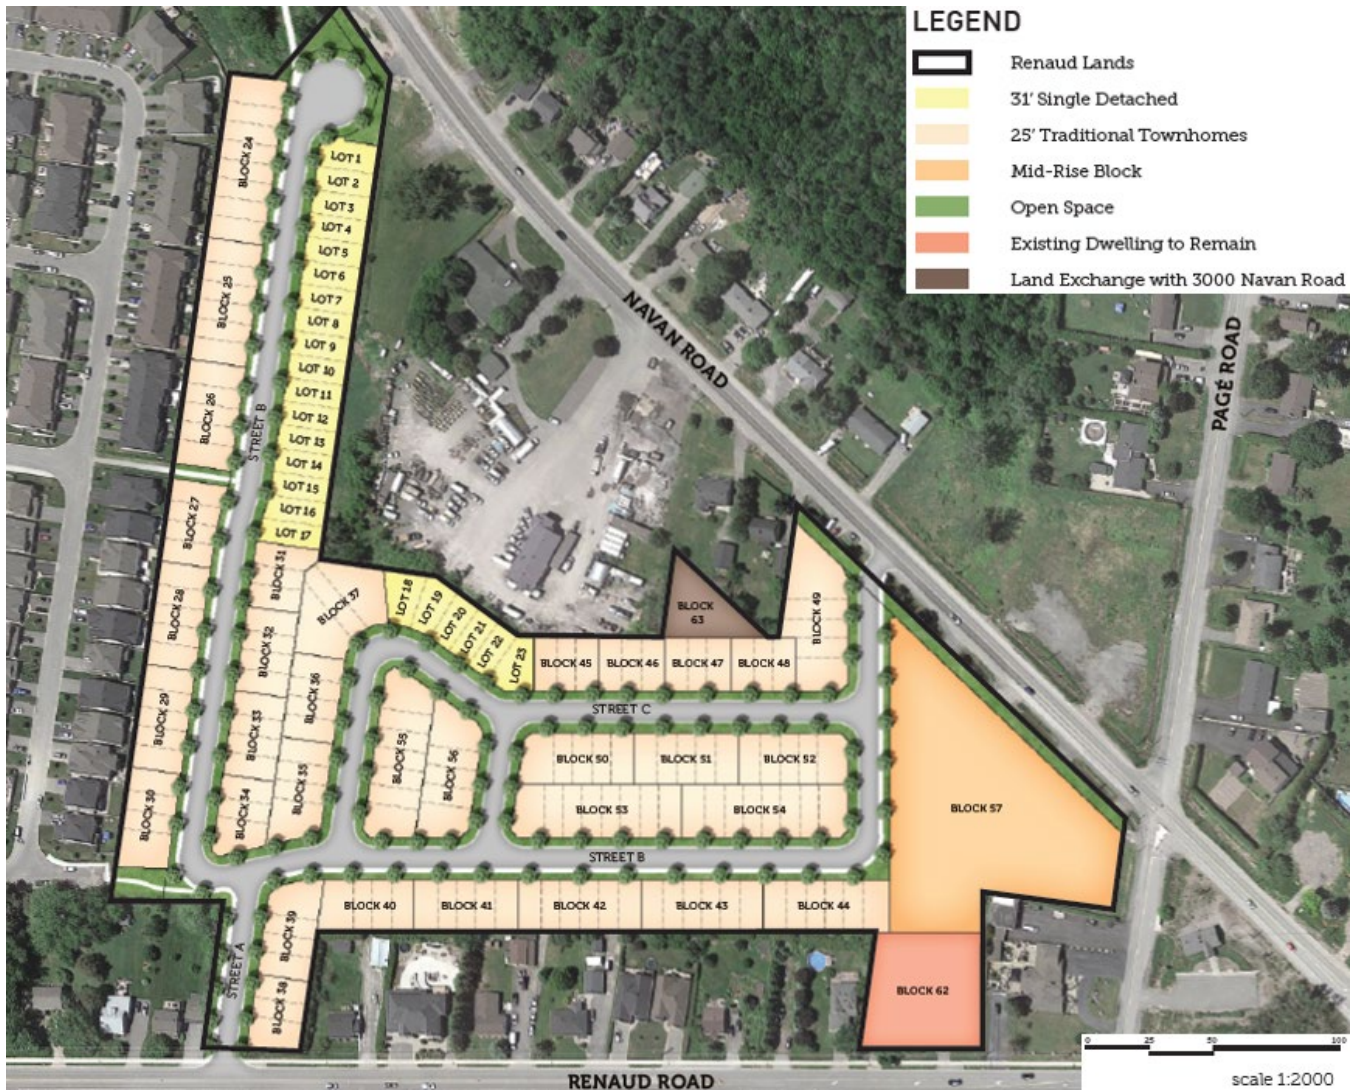 LEGEND
Renaud Lands
31' Single Detached
25' Traditional Townhomes
Mid-Rise Block
Open Space
Existing Dwelling to Remain
Land Exchange with 3000 Navan Road
BLOCK 24
BLOCK 25
BLOCK 26
BLOCK 27
BLOCK 28
BLOCK 29
BLOCK 30
STREET B
LOT 1
LOT 2
LOT 3
LOT 4
LOT 5
LOT 6
LOT 7
LOT 8
LOT 9
LOT 10
LOT 11
LOT 12
LOT 13
LOT 14
LOT 15
LOT 16
LOT 17
BLOCK 31
BLOCK 32
BLOCK 33
BLOCK 34
BLOCK 35
BLOCK 36
BLOCK 37
LOT 18
LOT 19
LOT 20
LOT 21
LOT 22
LOT 23
BLOCK 45
BLOCK 46
BLOCK 47
BLOCK 48
BLOCK 49
BLOCK
63
NAVAN ROAD
PAGÉ ROAD
STREET C
BLOCK 55
BLOCK 56
BLOCK 50
BLOCK 51
BLOCK 52
BLOCK 53
BLOCK 54
BLOCK 57
STREET B
BLOCK 40
BLOCK 41
BLOCK 42
BLOCK 43
BLOCK 44
BLOCK 39
BLOCK 38
STREET A
BLOCK 62
RENAUD ROAD
0 25 50 100
scale 1:2000